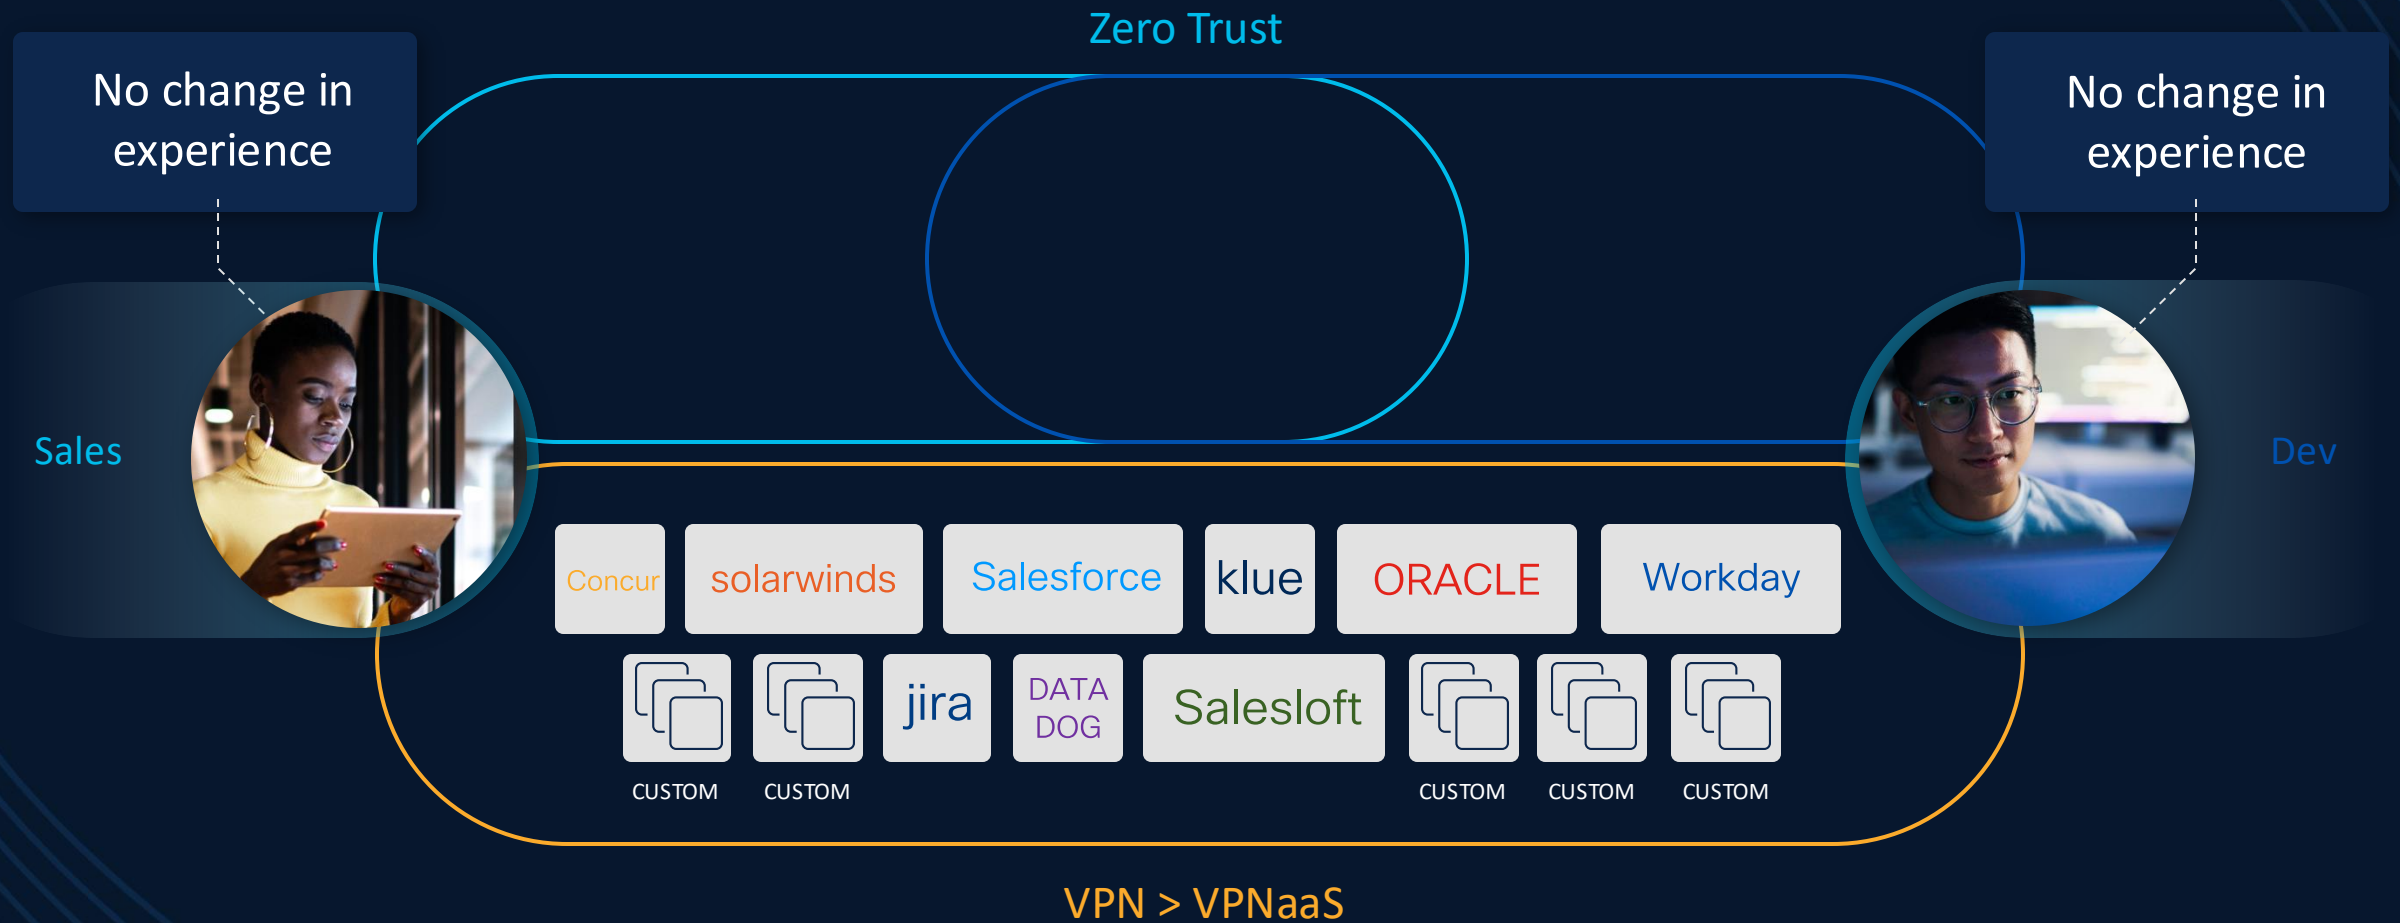 Zero Trust
No change in
experience
No change in
experience
Sales
Dev
Concur
solarwinds
Salesforce
klue
ORACLE
Workday
jira
DATA
DOG
Salesloft
CUSTOM
CUSTOM
CUSTOM
CUSTOM
CUSTOM
VPN > VPNaaS